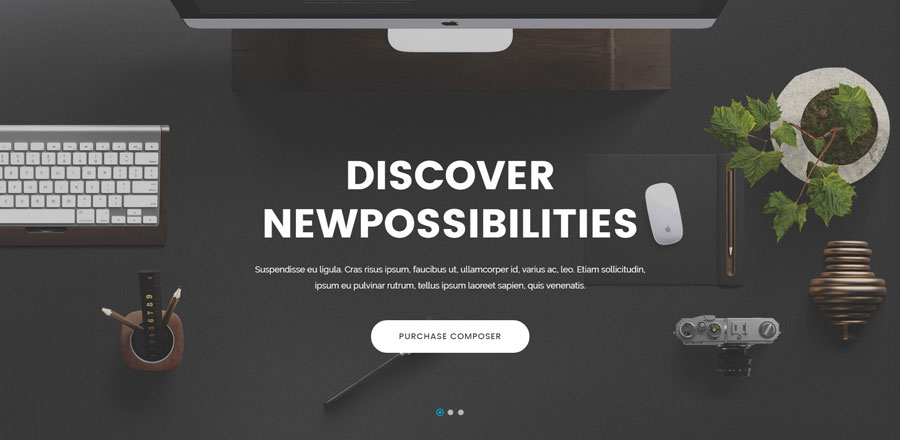 DISCOVER
NEWPOSSIBILITIES
Suspendisse eu ligula. Cras risus ipsum, faucibus ut, ullamcorper id, varius ac, leo. Etiam sollicitudin,
ipsum eu pulvinar rutrum, tellus ipsum laoreet sapien, quis venenatis.
PURCHASE COMPOSER